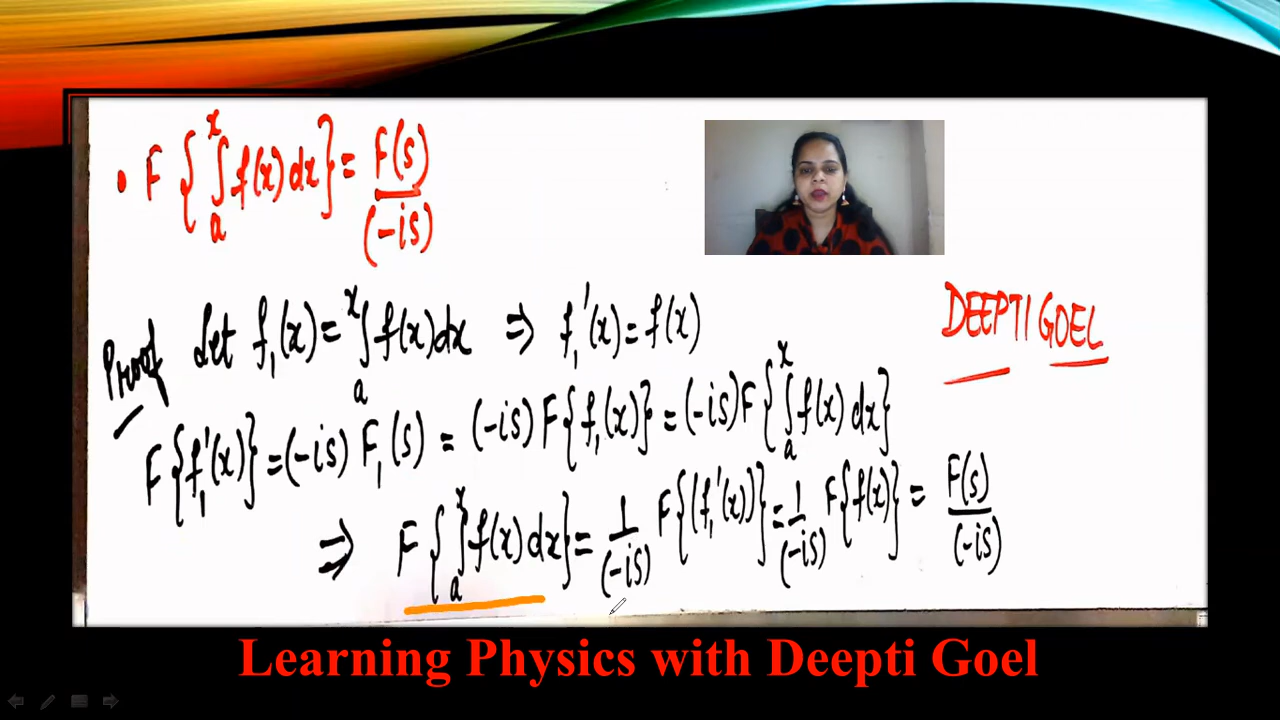 • F { ∫ₐˣ f(x) dx } = F(s)/(-is)
DEEPTI GOEL
Proof Let f₁(x) = ∫ₐˣ f(x) dx ⇒ f₁'(x) = f(x)
F{f₁'(x)} = (-is) F₁(s) = (-is) F{f₁(x)} = (-is) F{ ∫ₐˣ f(x) dx }
⇒ F{ ∫ₐˣ f(x) dx } = 1/(-is) F{(f₁'(x))} = 1/(-is) F{f(x)} = F(s)/(-is)
Learning Physics with Deepti Goel